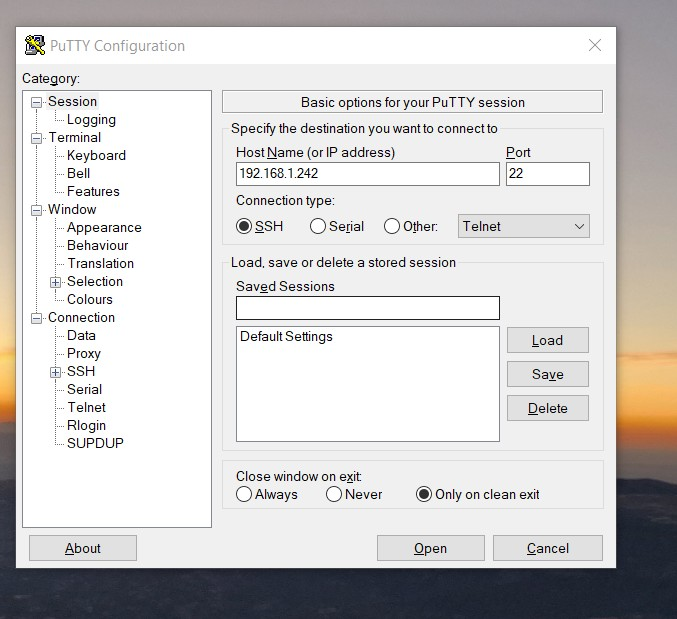 PuTTY Configuration
Category:
Session
Logging
Terminal
Keyboard
Bell
Features
Window
Appearance
Behaviour
Translation
Selection
Colours
Connection
Data
Proxy
SSH
Serial
Telnet
Rlogin
SUPDUP
Basic options for your PuTTY session
Specify the destination you want to connect to
Host Name (or IP address) Port
192.168.1.242 22
Connection type:
SSH Serial Other: Telnet
Load, save or delete a stored session
Saved Sessions
Default Settings
Load
Save
Delete
Close window on exit:
Always Never Only on clean exit
About Open Cancel